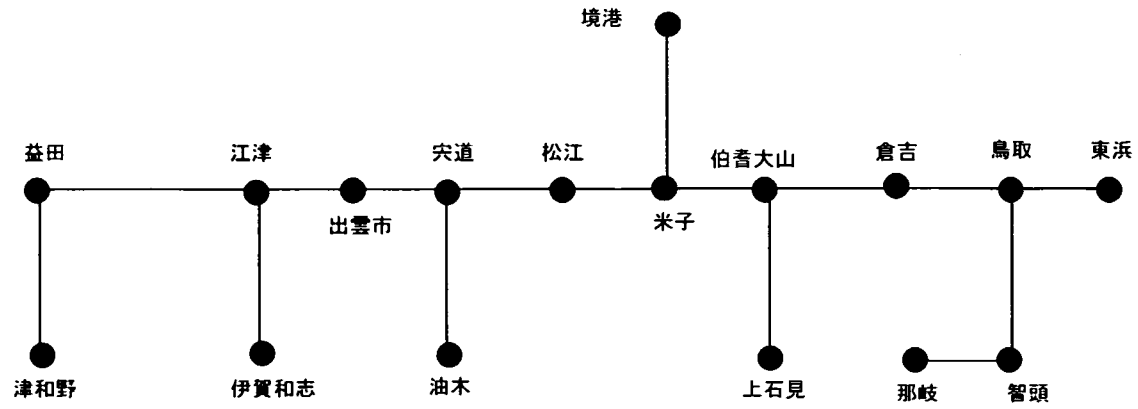 境港
益田
江津
宍道
松江
伯耆大山
倉吉
鳥取
東浜
出雲市
米子
津和野
伊賀和志
油木
上石見
那岐
智頭